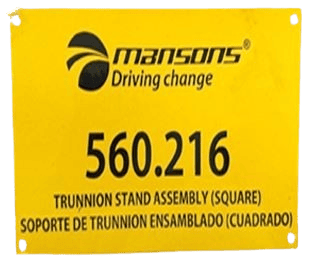 mansons®
Driving change
560.216
TRUNNION STAND ASSEMBLY (SQUARE)
SOPORTE DE TRUNNION ENSAMBLADO (CUADRADO)